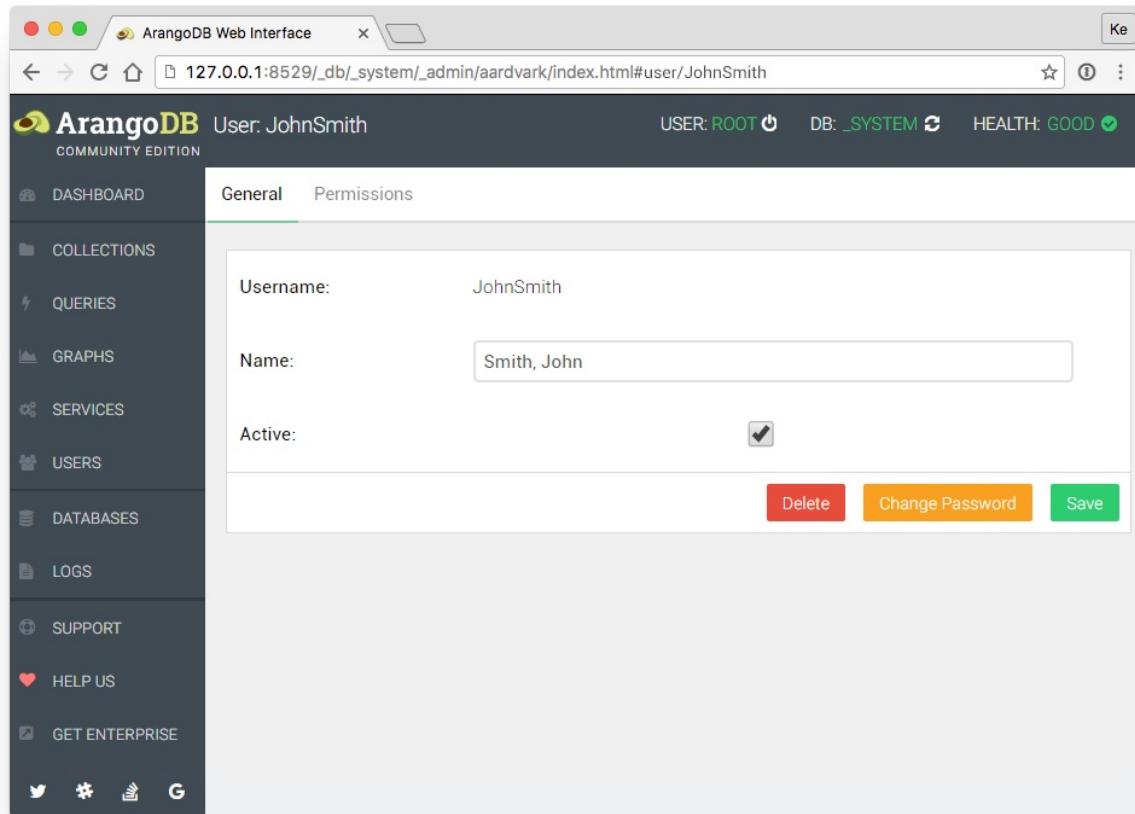 ArangoDB Web Interface
Ke
127.0.0.1:8529/_db/_system/_admin/aardvark/index.html#user/JohnSmith
ArangoDB
COMMUNITY EDITION
User: JohnSmith
USER: ROOT
DB: _SYSTEM
HEALTH: GOOD
DASHBOARD
COLLECTIONS
QUERIES
GRAPHS
SERVICES
USERS
DATABASES
LOGS
SUPPORT
HELP US
GET ENTERPRISE
General
Permissions
Username: JohnSmith
Name: Smith, John
Active:
Delete
Change Password
Save